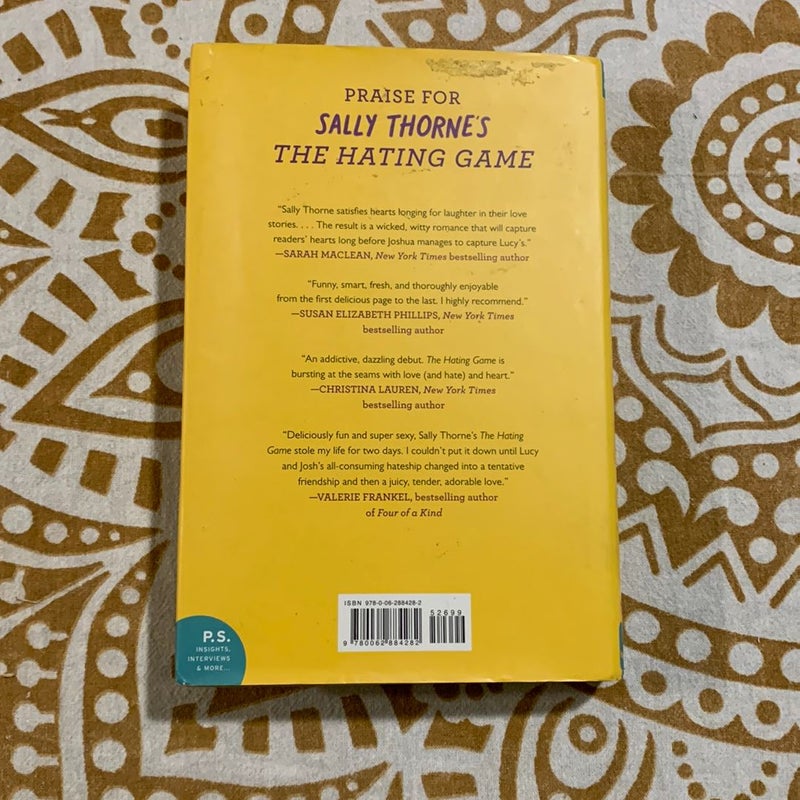 PRAISE FOR
SALLY THORNE'S
THE HATING GAME
“Sally Thorne satisfies hearts longing for laughter in their love
stories. . . . The result is a wicked, witty romance that will capture
readers’ hearts long before Joshua manages to capture Lucy’s.”
—SARAH MACLEAN, New York Times bestselling author
“Funny, smart, fresh, and thoroughly enjoyable
from the first delicious page to the last. I highly recommend.”
—SUSAN ELIZABETH PHILLIPS, New York Times
bestselling author
“An addictive, dazzling debut. The Hating Game is
bursting at the seams with love (and hate) and heart.”
—CHRISTINA LAUREN, New York Times
bestselling author
“Deliciously fun and super sexy, Sally Thorne’s The Hating
Game stole my life for two days. I couldn’t put it down until Lucy
and Josh’s all-consuming hateship changed into a tentative
friendship and then a juicy, tender, adorable love.”
—VALERIE FRANKEL, bestselling author
of Four of a Kind
ISBN 978-0-06-288428-2
52699
9 780062 884282
P.S.
INSIGHTS,
INTERVIEWS
& MORE...